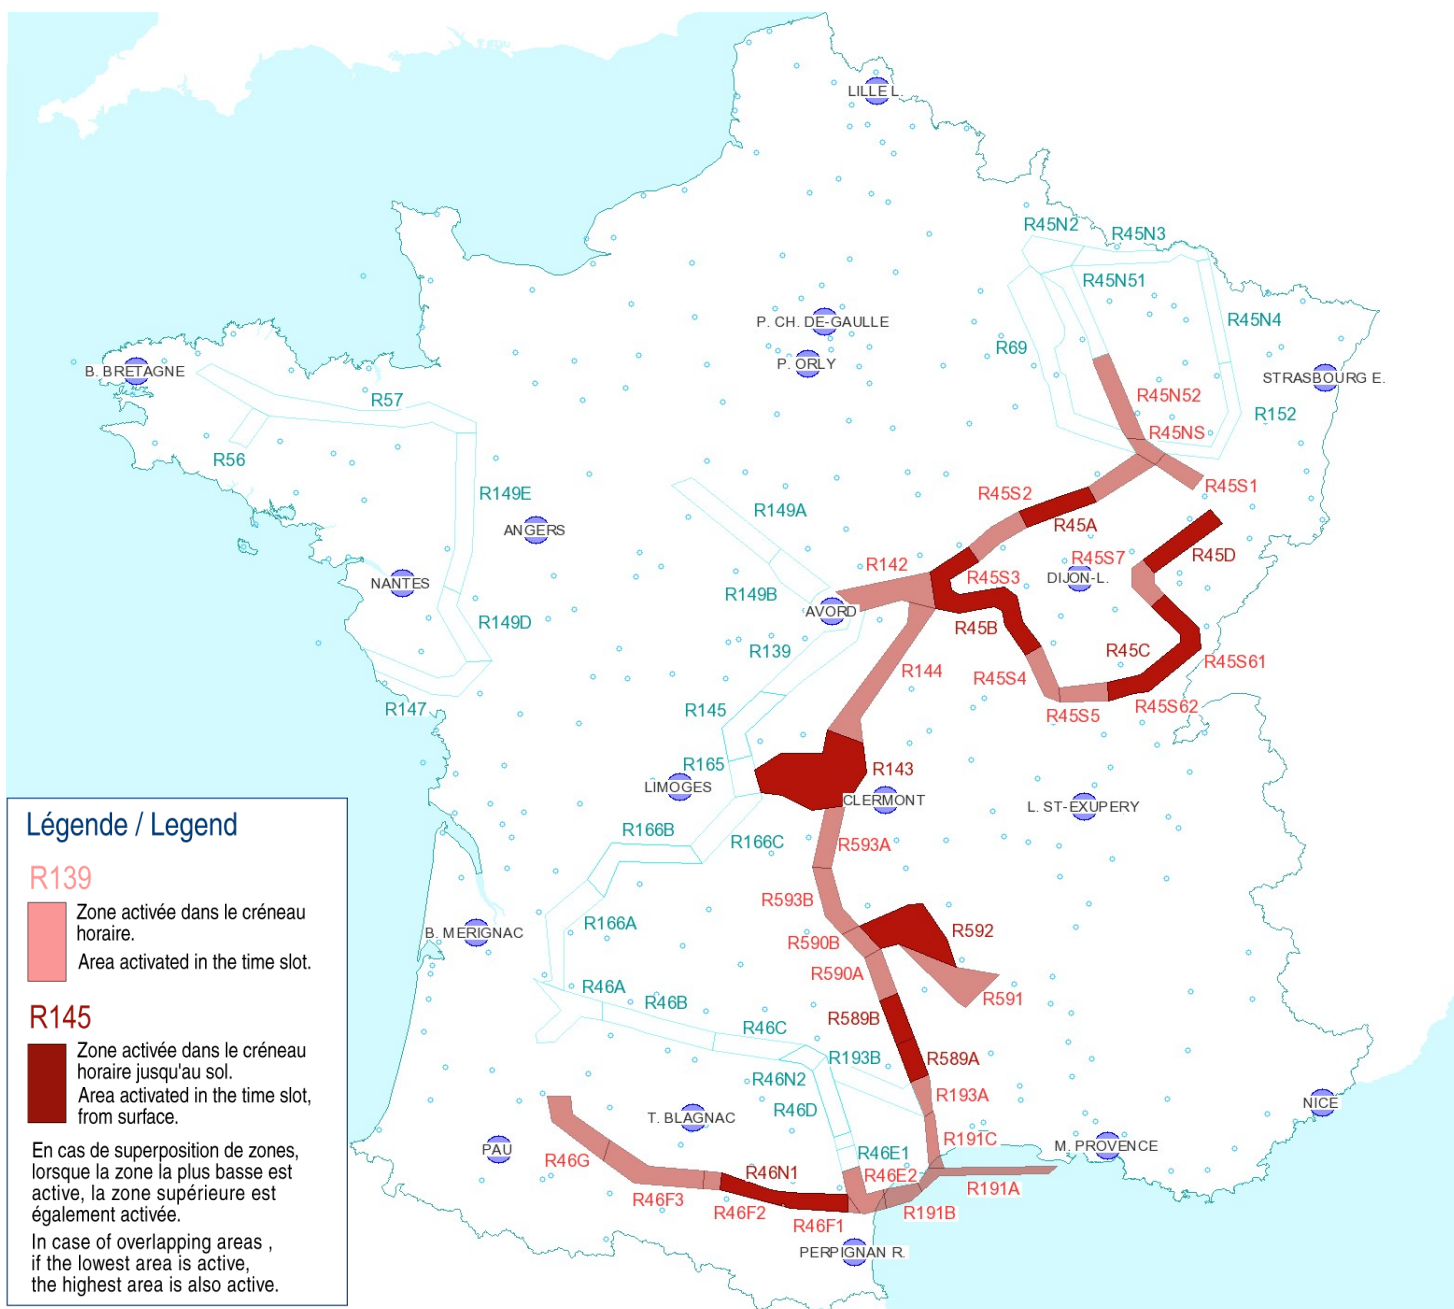 LILLE L.
R45N2
R45N3
R45N51
P. CH. DE-GAULLE
R45N4
R69
P. ORLY
B. BRETAGNE
STRASBOURG E.
R57
R45N52
R152
R45NS
R56
R149E
R45S2
R45S1
R149A
R45A
ANGERS
R45S7
R45D
R142
R45S3
DIJON-L.
NANTES
R149B
AVORD
R149D
R45B
R139
R45C
R45S61
R144
R45S4
R147
R145
R45S5
R45S62
R165
R143
LIMOGES
CLERMONT
L. ST-EXUPERY
R166B
R166C
R593A
R593B
R166A
B. MERIGNAC
R592
R590B
R590A
R46A
R46B
R591
R589B
R46C
R193B
R589A
R46N2
R193A
R46D
NICE
T. BLAGNAC
PAU
R191C
M. PROVENCE
R46G
R46E1
R46N1
R46E2
R191A
R46F3
R46F2
R46F1
R191B
PERPIGNAN R.
Légende / Legend
R139
Zone activée dans le créneau
horaire.
Area activated in the time slot.
R145
Zone activée dans le créneau
horaire jusqu'au sol.
Area activated in the time slot,
from surface.
En cas de superposition de zones,
lorsque la zone la plus basse est
active, la zone supérieure est
également activée.
In case of overlapping areas ,
if the lowest area is active,
the highest area is also active.